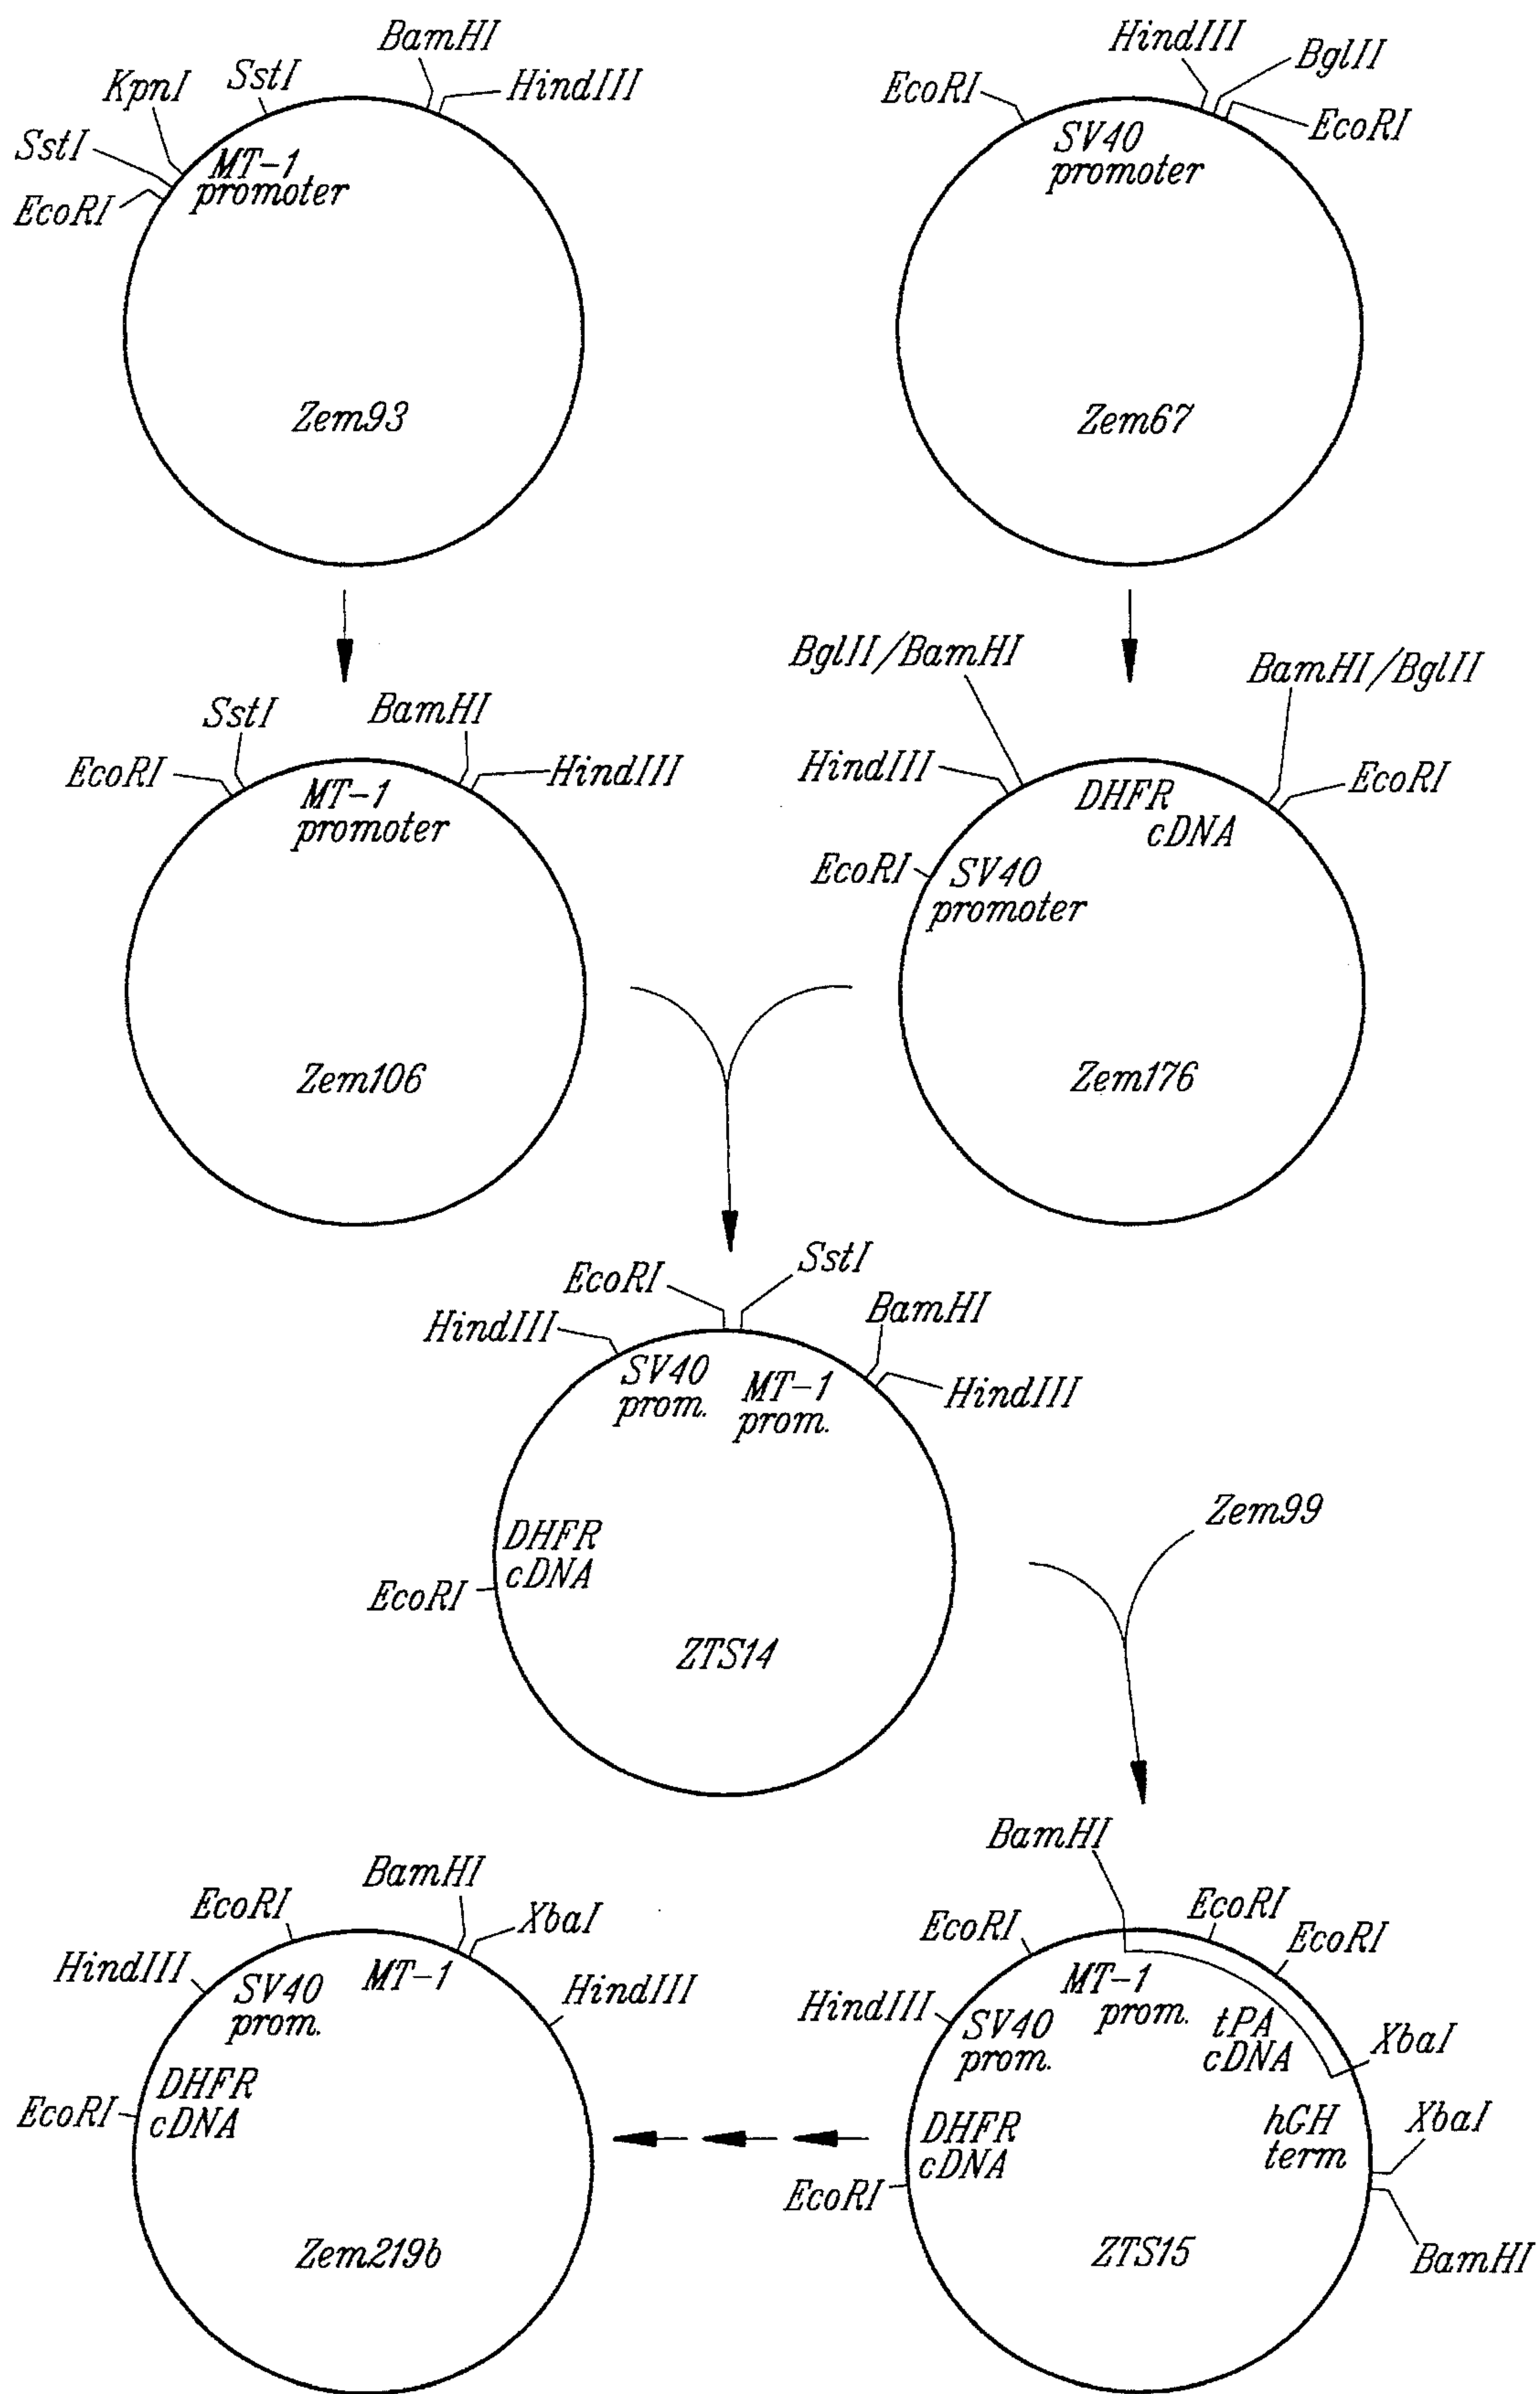 BamHI
SstI
HindIII
KpnI
SstI
EcoRI
MT-1
promoter
Zem93
HindIII
BglII
EcoRI
EcoRI
SV40
promoter
Zem67
SstI
BamHI
EcoRI
HindIII
MT-1
promoter
Zem106
BglII/BamHI
BamHI/BglII
HindIII
EcoRI
DHFR
cDNA
EcoRI
SV40
promoter
Zem176
EcoRI
SstI
HindIII
BamHI
HindIII
SV40
prom.
MT-1
prom.
DHFR
cDNA
EcoRI
ZTS14
Zem99
BamHI
EcoRI
XbaI
HindIII
HindIII
SV40
prom.
MT-1
DHFR
cDNA
EcoRI
Zem219b
BamHI
EcoRI
EcoRI
EcoRI
HindIII
MT-1
prom.
SV40
prom.
tPA
cDNA
XbaI
DHFR
cDNA
hGH
term
XbaI
EcoRI
BamHI
ZTS15